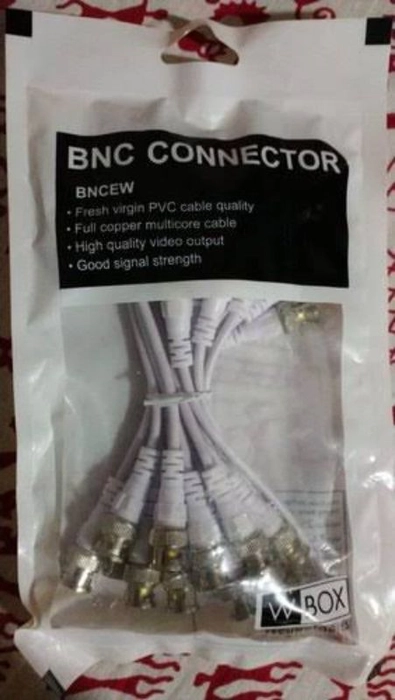 BNC CONNECTOR
BNCEW
• Fresh virgin PVC cable quality
• Full copper multicore cable
• High quality video output
• Good signal strength
W BOX